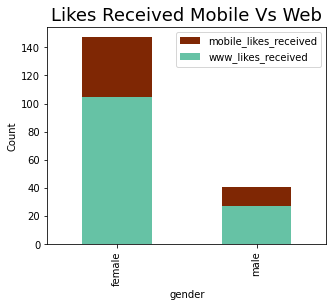 Likes Received Mobile Vs Web
mobile_likes_received
www_likes_received
140
120
100
80
60
40
20
0
Count
female
male
gender